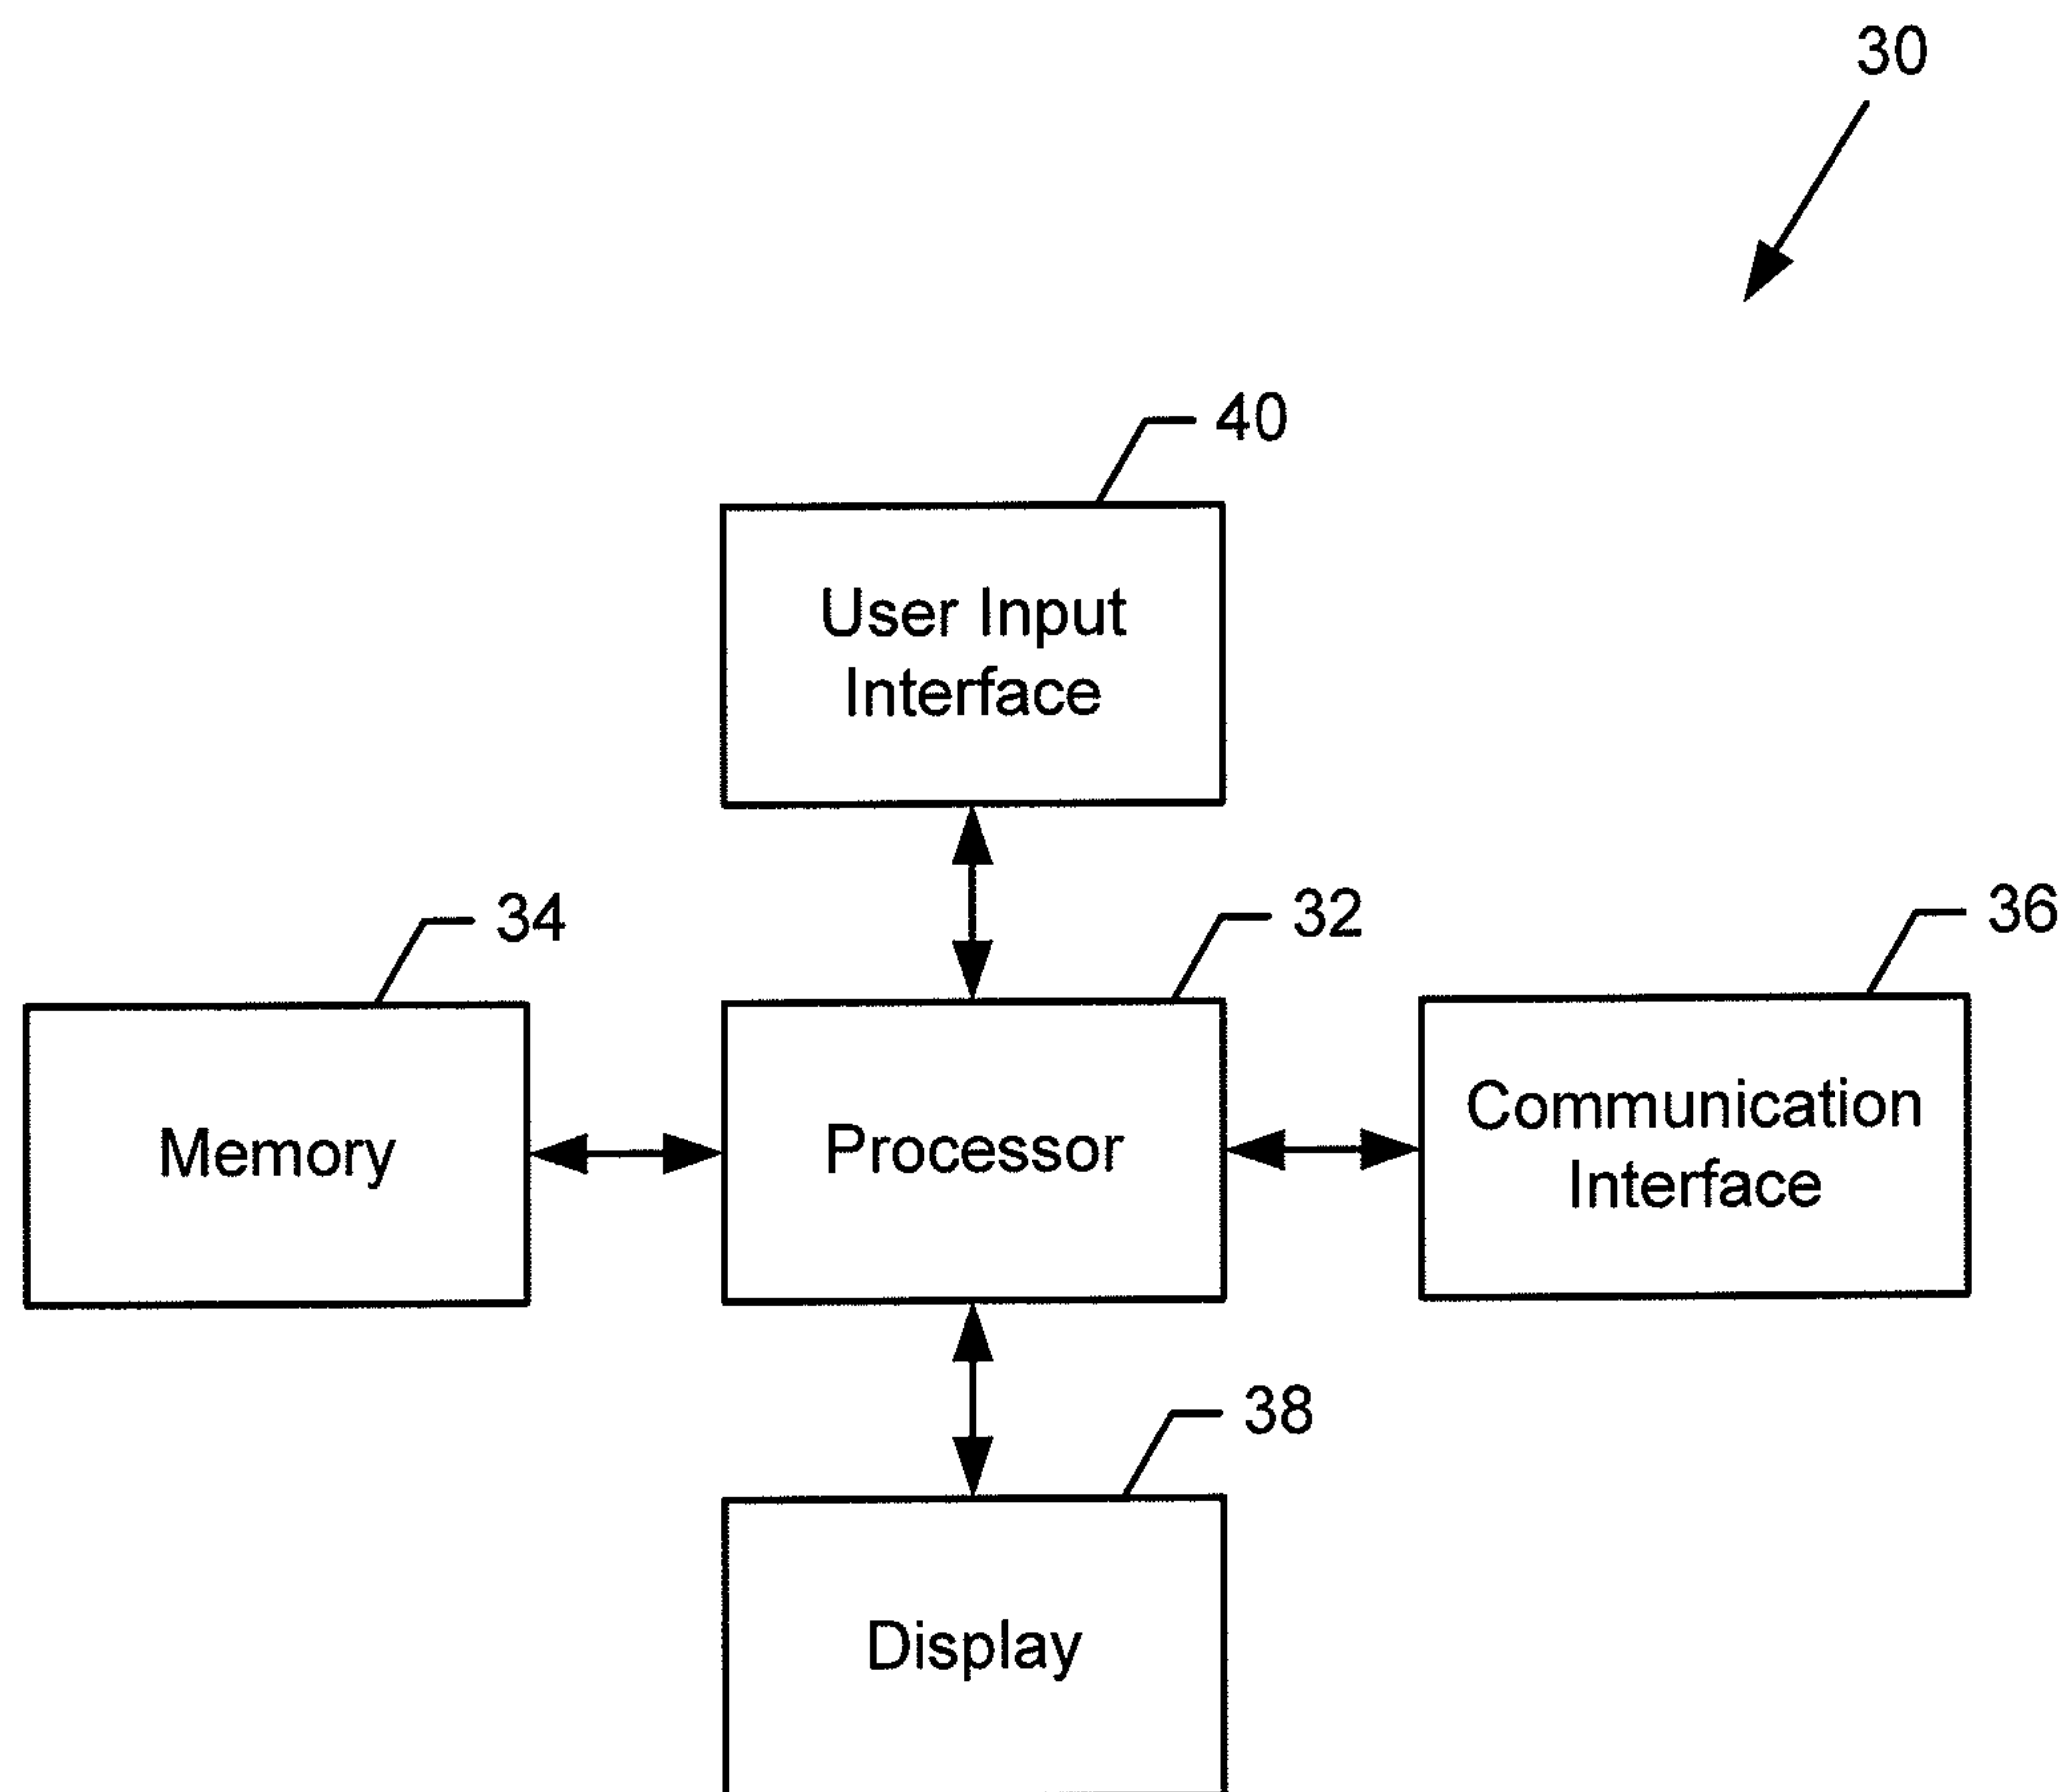 30
40
User Input
Interface
34
32
36
Memory
Processor
Communication
Interface
38
Display